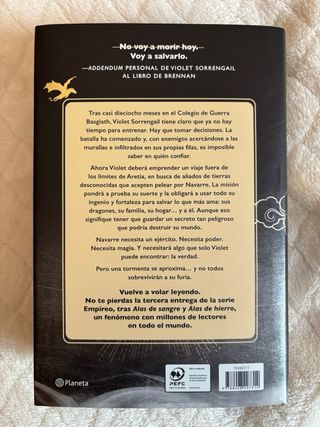 No voy a morir hoy.
Voy a salvarlo.
—ADDENDUM PERSONAL DE VIOLET SORRENGAIL
AL LIBRO DE BRENNAN
Tras casi dieciocho meses en el Colegio de Guerra
Basgiath, Violet Sorrengail tiene claro que ya no hay
tiempo para entrenar. Hay que tomar decisiones. La
batalla ha comenzado y, con enemigos acercándose a las
murallas e infiltrados en sus propias filas, es imposible
saber en quién confiar.
Ahora Violet deberá emprender un viaje fuera de
los límites de Aretia, en busca de aliados de tierras
desconocidas que acepten pelear por Navarre. La misión
pondrá a prueba su suerte y la obligará a usar todo su
ingenio y fortaleza para salvar lo que más ama: sus
dragones, su familia, su hogar… y a él. Aunque eso
signifique tener que guardar un secreto tan peligroso
que podría destruir su mundo.
Navarre necesita un ejército. Necesita poder.
Necesita magia. Y necesitará algo que solo Violet
puede encontrar: la verdad.
Pero una tormenta se aproxima… y no todos
sobrevivirán a su furia.
Vuelve a volar leyendo.
No te pierdas la tercera entrega de la serie
Empíreo, tras Alas de sangre y Alas de hierro,
un fenómeno con millones de lectores
en todo el mundo.
Planeta
PEFC